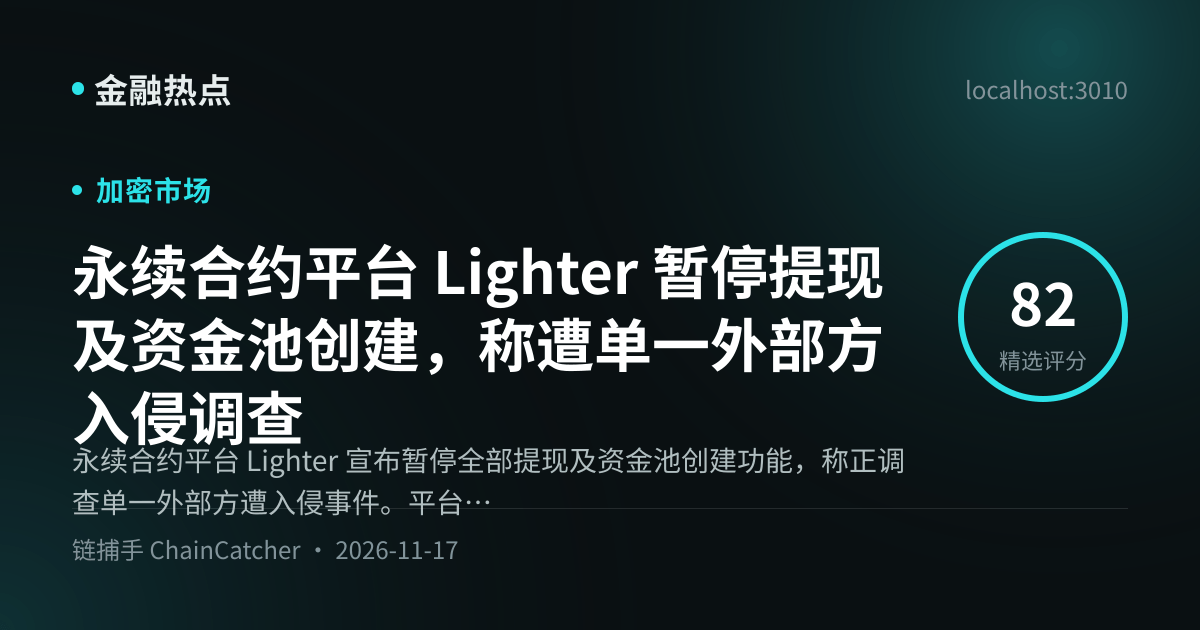 金融热点
localhost:3010
加密市场
永续合约平台 Lighter 暂停提现
及资金池创建，称遭单一外部方
入侵调查
82
精选评分
永续合约平台 Lighter 宣布暂停全部提现及资金池创建功能，称正调
查单一外部方遭入侵事件。平台…
链捕手 ChainCatcher · 2026-11-17